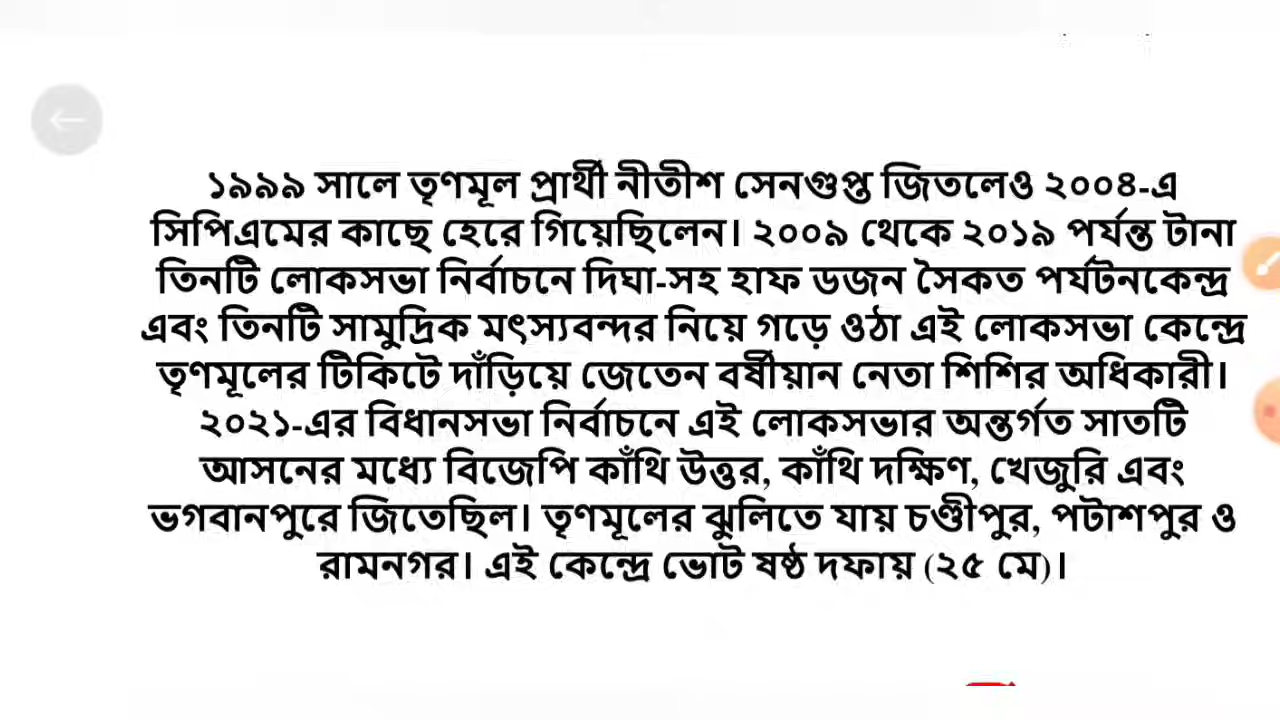 ১৯৯৯ সালে তৃণমূল প্রার্থী নীতীশ সেনগুপ্ত জিতলেও ২০০৪-এ
সিপিএমের কাছে হেরে গিয়েছিলেন। ২০০৯ থেকে ২০১৯ পর্যন্ত টানা
তিনটি লোকসভা নির্বাচনে দিঘা-সহ হাফ ডজন সৈকত পর্যটনকেন্দ্র
এবং তিনটি সামুদ্রিক মৎস্যবন্দর নিয়ে গড়ে ওঠা এই লোকসভা কেন্দ্রে
তৃণমূলের টিকিটে দাঁড়িয়ে জেতেন বর্ষীয়ান নেতা শিশির অধিকারী।
২০২১-এর বিধানসভা নির্বাচনে এই লোকসভার অন্তর্গত সাতটি
আসনের মধ্যে বিজেপি কাঁথি উত্তর, কাঁথি দক্ষিণ, খেজুরি এবং
ভগবানপুরে জিতেছিল। তৃণমূলের ঝুলিতে যায় চণ্ডীপুর, পটাশপুর ও
রামনগর। এই কেন্দ্রে ভোট ষষ্ঠ দফায় (২৫ মে)।